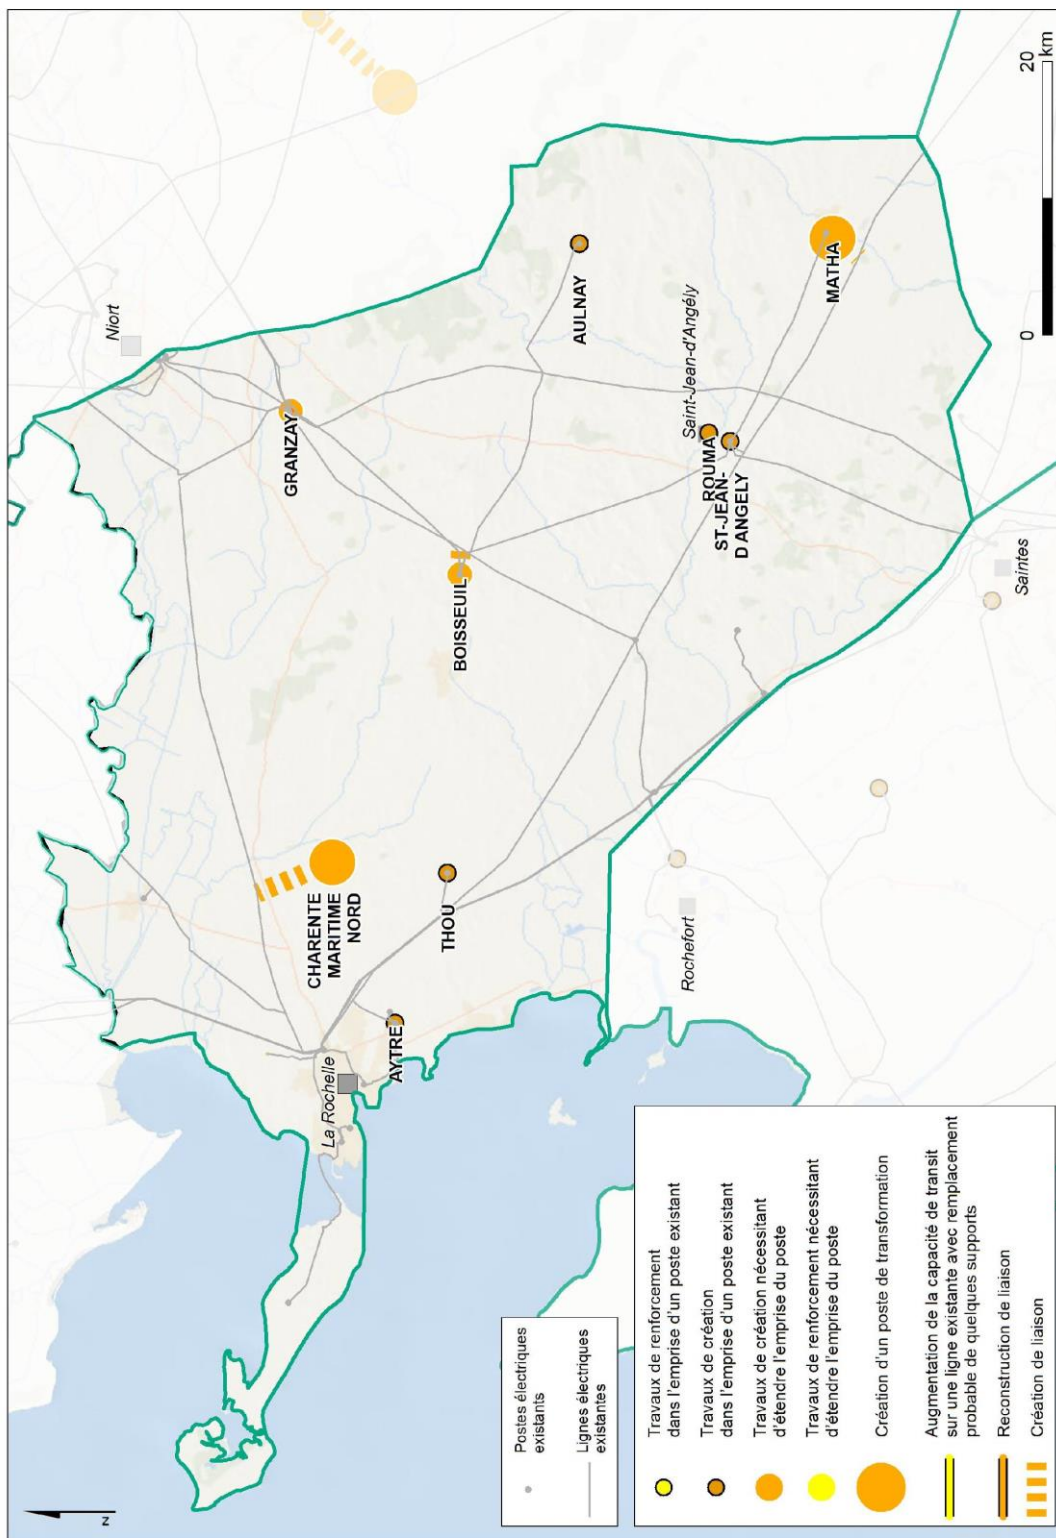 Niort
GRANZAY
AULNAY
BOISSEUIL
CHARENTE
MARITIME
NORD
THOU
La Rochelle
AYTRE
Saint-Jean-d'Angély
ROUMA
ST-JEAN-
D ANGELY
MATHA
Rochefort
Saintes
0
20
km
N
Postes électriques
existants
Lignes électriques
existantes
Travaux de renforcement
dans l'emprise d'un poste existant
Travaux de création
dans l'emprise d'un poste existant
Travaux de création nécessitant
d'étendre l'emprise du poste
Travaux de renforcement nécessitant
d'étendre l'emprise du poste
Création d'un poste de transformation
Augmentation de la capacité de transit
sur une ligne existante avec remplacement
probable de quelques supports
Reconstruction de liaison
Création de liaison